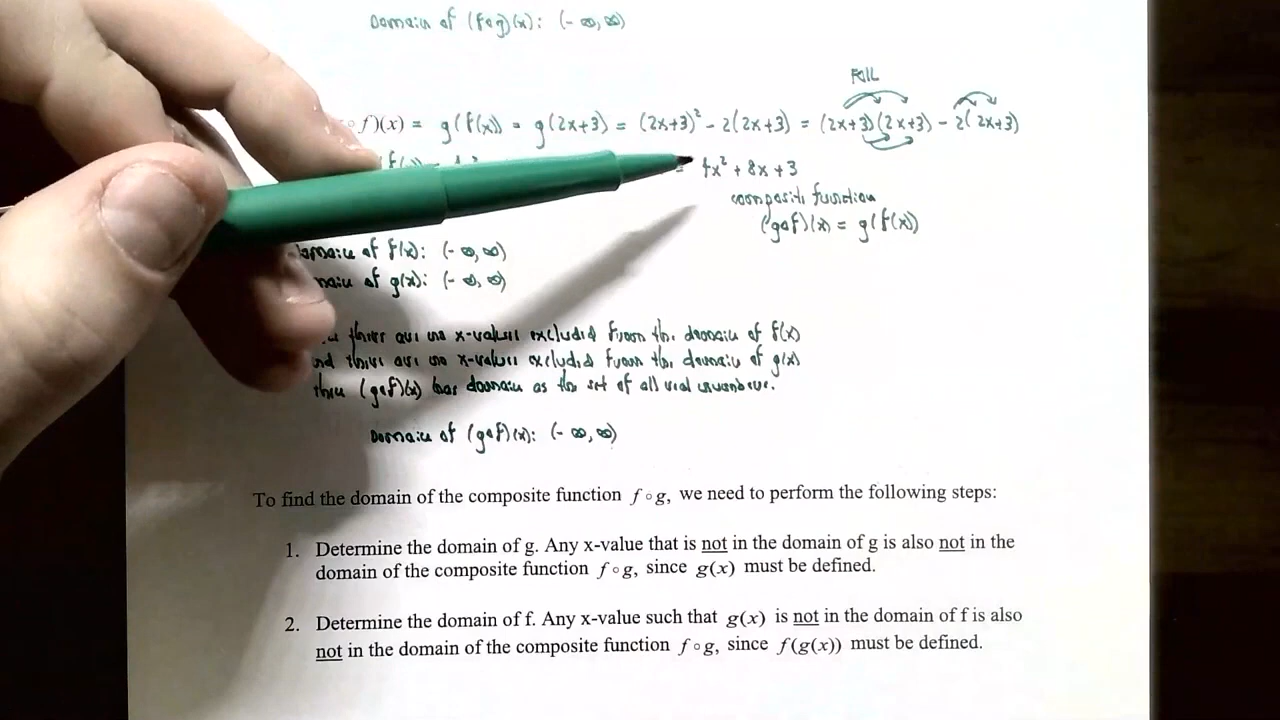 Domain of (f∘g)(x): (-∞,∞)
FOIL
∘ f)(x) = g(f(x)) = g(2x+3) = (2x+3)² - 2(2x+3) = (2x+3)(2x+3) - 2(2x+3)
= 4x² + 8x + 3
composite function
(g∘f)(x) = g(f(x))
Domain of f(x): (-∞,∞)
main of g(x): (-∞,∞)
there are no x-values excluded from the domain of f(x)
nd there are no x-values excluded from the domain of g(x)
then (g∘f)(x) has domain as the set of all real numbers.
Domain of (g∘f)(x): (-∞,∞)
To find the domain of the composite function f∘g, we need to perform the following steps:
1. Determine the domain of g. Any x-value that is not in the domain of g is also not in the
domain of the composite function f∘g, since g(x) must be defined.
2. Determine the domain of f. Any x-value such that g(x) is not in the domain of f is also
not in the domain of the composite function f∘g, since f(g(x)) must be defined.